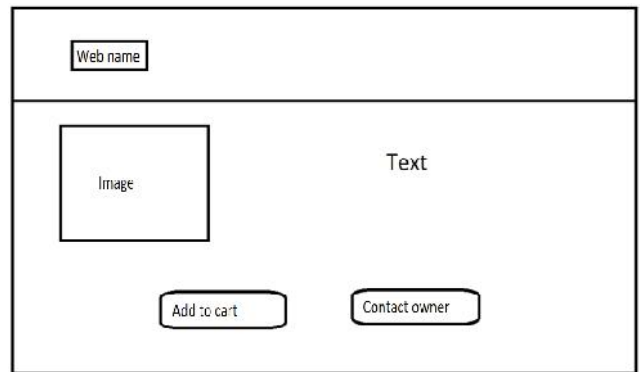 Web name
Image
Text
Add to cart
Contact owner